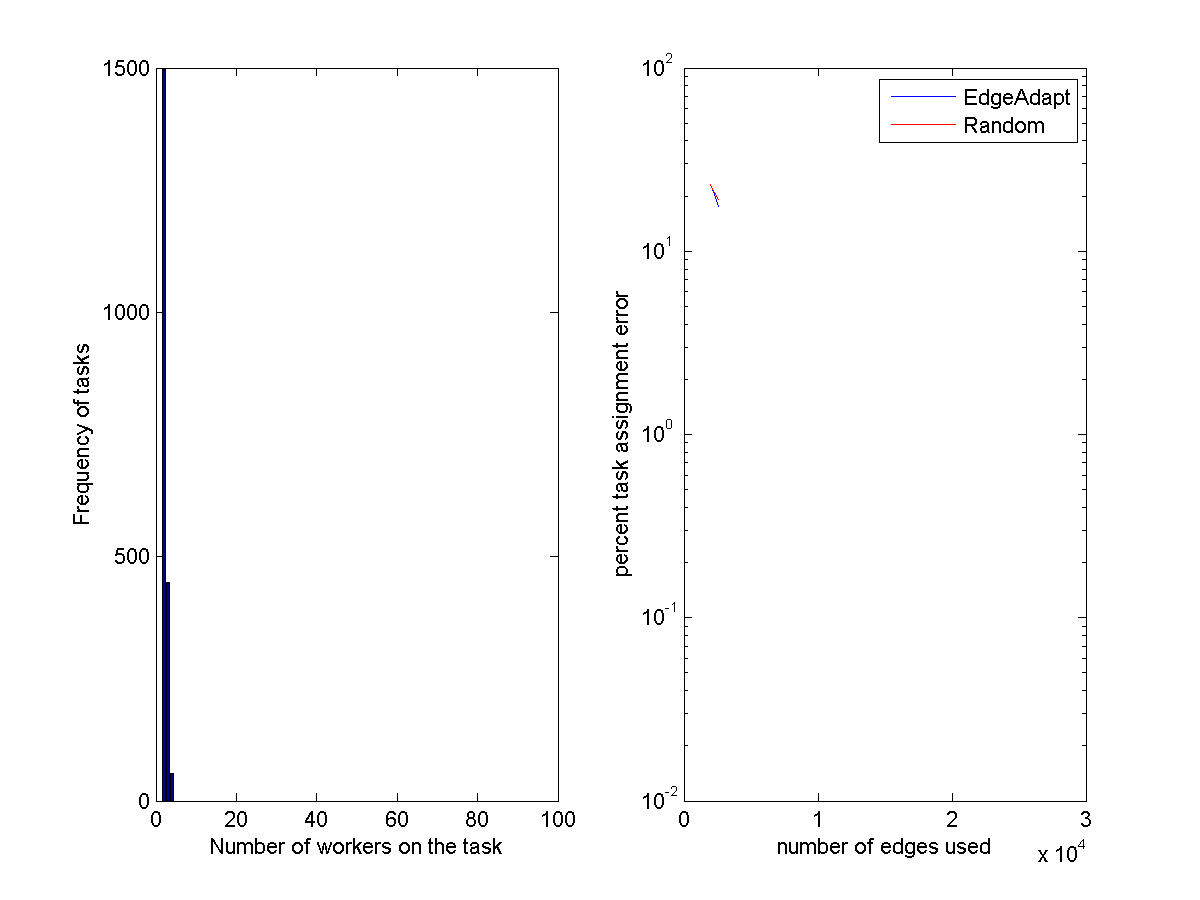 1500
1000
500
0
0 20 40 60 80 100
Frequency of tasks
Number of workers on the task
10^2
10^1
10^0
10^-1
10^-2
0 1 2 3
x 10^4
percent task assignment error
number of edges used
EdgeAdapt
Random